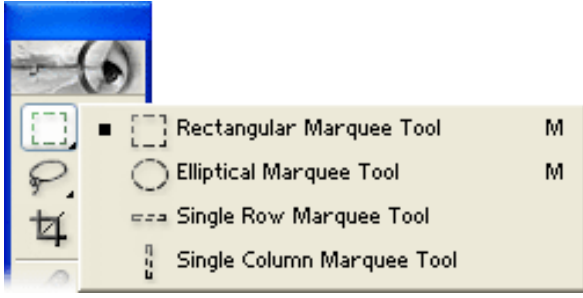 Rectangular Marquee Tool M
Elliptical Marquee Tool M
Single Row Marquee Tool
Single Column Marquee Tool